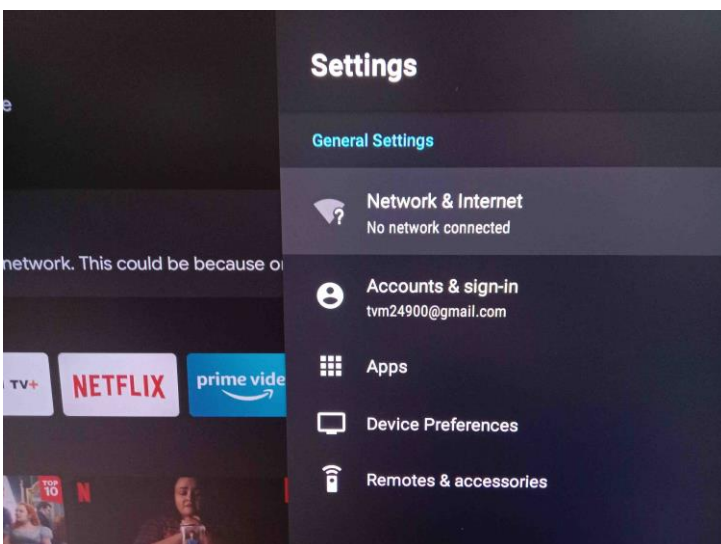 Settings
General Settings
Network & Internet
No network connected
network. This could be because
Accounts & sign-in
tvm24900@gmail.com
TV+
NETFLIX
prime vide
Apps
Device Preferences
TOP
10
N
Remotes & accessories